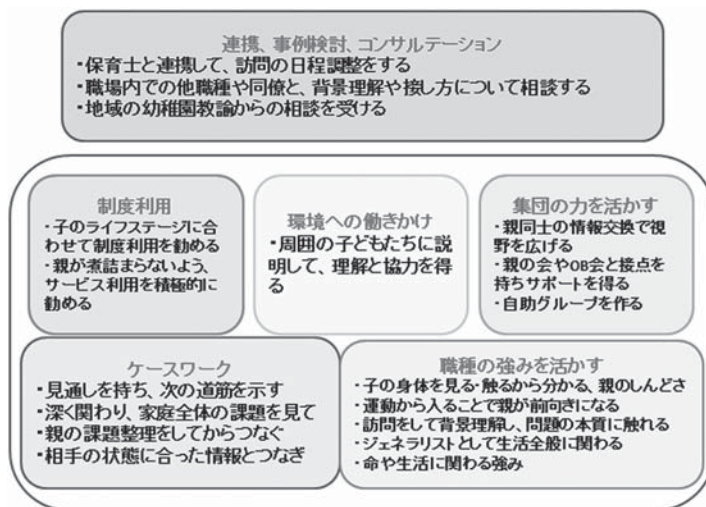 連携、事例検討、コンサルテーション
・保育士と連携して、訪問の日程調整をする
・職場内での他職種や同僚と、背景理解や接し方について相談する
・地域の幼稚園教諭からの相談を受ける
制度利用
・子のライフステージに合
わせて制度利用を勧める
・親が煮詰まらないよう、
サービス利用を積極的に
勧める
環境への働きかけ
・周囲の子どもたちに説
明して、理解と協力を得
る
集団の力を活かす
・親同士の情報交換で視
野を広げる
・親の会やOB会と接点を
持ちサポートを得る
・自助グループを作る
ケースワーク
・見通しを持ち、次の道筋を示す
・深く関わり、家庭全体の課題を見て
・親の課題整理をしてからつなぐ
・相手の状態に合った情報とつなぎ
職種の強みを活かす
・子の身体を見る・触るから分かる、親のしんどさ
・運動から入ることで親が前向きになる
・訪問をして背景理解し、問題の本質に触れる
・ジェネラリストとして生活全般に関わる
・命や生活に関わる強み